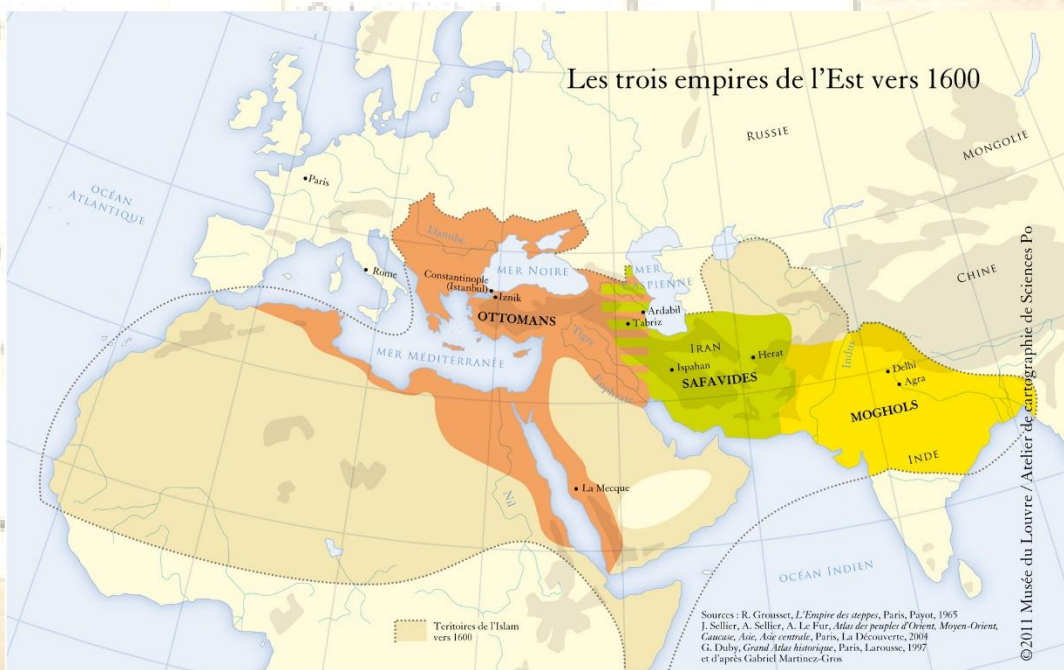 Les trois empires de l'Est vers 1600
RUSSIE
MONGOLIE
OCÉAN
ATLANTIQUE
Paris
Danube
CHINE
Rome
MER NOIRE
MER
CASPIENNE
Constantinople
(Istanbul)
Iznik
OTTOMANS
Ardabil
Tabriz
Tigre
IRAN
Herat
MER MÉDITERRANÉE
Ispahan
SAFAVIDES
Indus
Delhi
Agra
Euphrate
MOGHOLS
INDE
La Mecque
Nil
OCÉAN INDIEN
Territoires de l'Islam
vers 1600
Sources : R. Grousset, L'Empire des steppes, Paris, Payot, 1965
J. Sellier, A. Sellier, A. Le Fur, Atlas des peuples d'Orient, Moyen-Orient,
Caucase, Asie, Asie centrale, Paris, La Découverte, 2004
G. Duby, Grand Atlas historique, Paris, Larousse, 1997
et d'après Gabriel Martinez-Gros
©2011 Musée du Louvre / Atelier de cartographie de Sciences Po